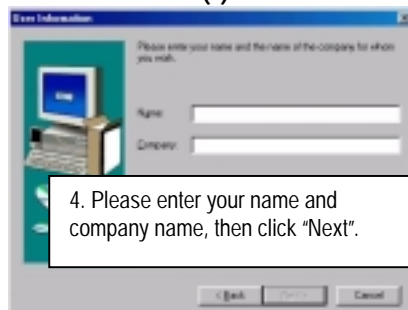 User Information
Please enter your name and the name of the company for whom
you work.
Name:
Company:
4. Please enter your name and
company name, then click “Next”.
< Back
Next >
Cancel